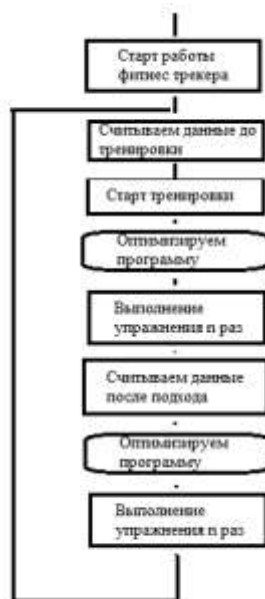 Старт работы
фитнес трекера
Считываем данные до
тренировки
Старт тренировки
Оптимизируем
программу
Выполнение
упражнения n раз
Считываем данные
после подхода
Оптимизируем
программу
Выполнение
упражнения n раз